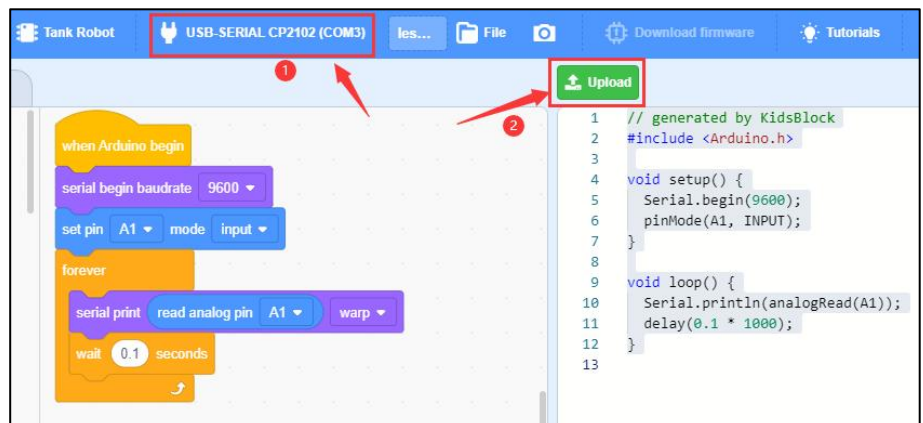 Tank Robot USB-SERIAL CP2102 (COM3) les... File Download firmware Tutorials
1
Upload
2
when Arduino begin
serial begin baudrate 9600
set pin A1 mode input
forever
serial print read analog pin A1 warp
wait 0.1 seconds
1 // generated by KidsBlock
2 #include <Arduino.h>
3
4 void setup() {
5 Serial.begin(9600);
6 pinMode(A1, INPUT);
7 }
8
9 void loop() {
10 Serial.println(analogRead(A1));
11 delay(0.1 * 1000);
12 }
13